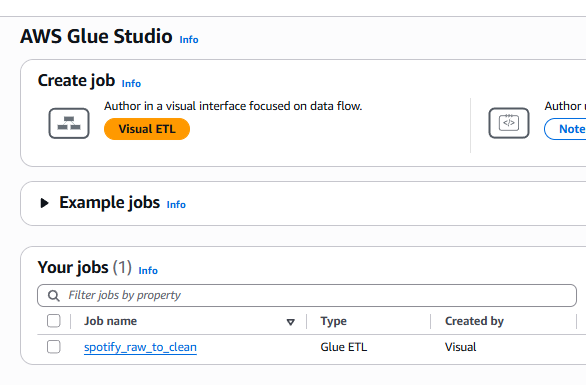 AWS Glue Studio Info
Create job Info
Author in a visual interface focused on data flow.
Visual ETL
Author
</>
Note
Example jobs Info
Your jobs (1) Info
Filter jobs by property
Job name Type Created by
spotify_raw_to_clean Glue ETL Visual